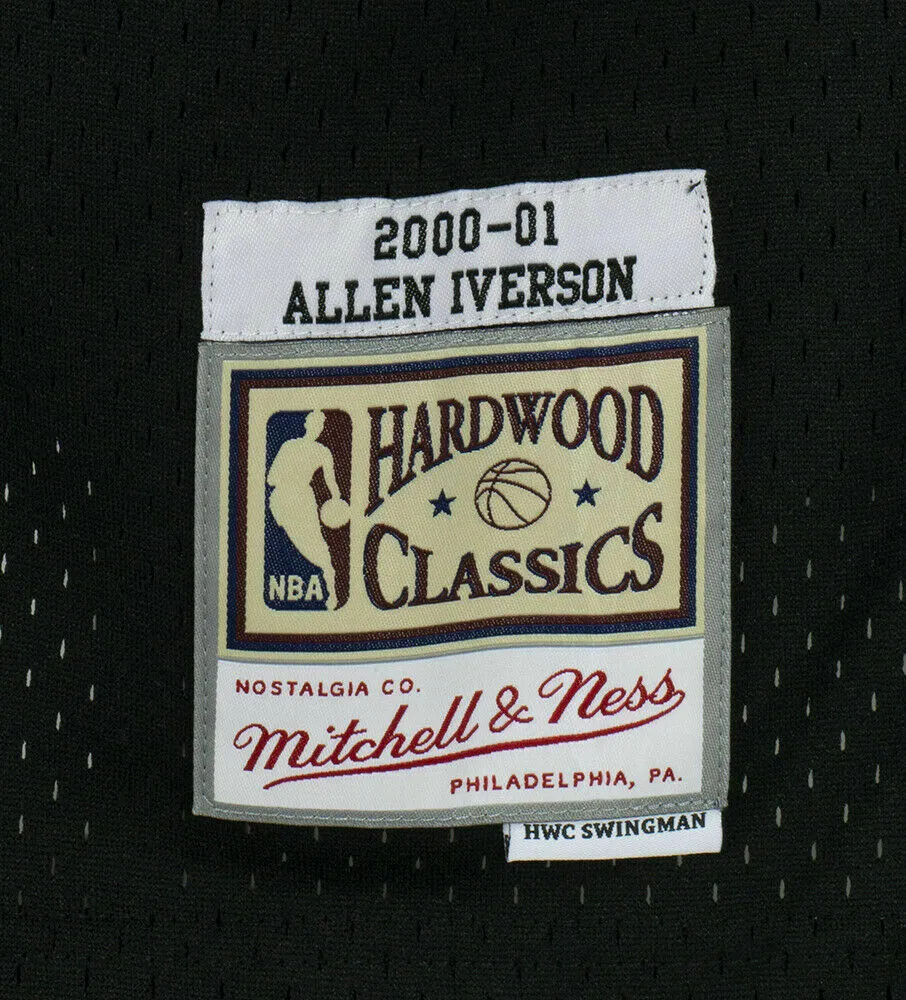 2000-01
ALLEN IVERSON
HARDWOOD
CLASSICS
NBA
NOSTALGIA CO.
Mitchell & Ness
PHILADELPHIA, PA.
HWC SWINGMAN